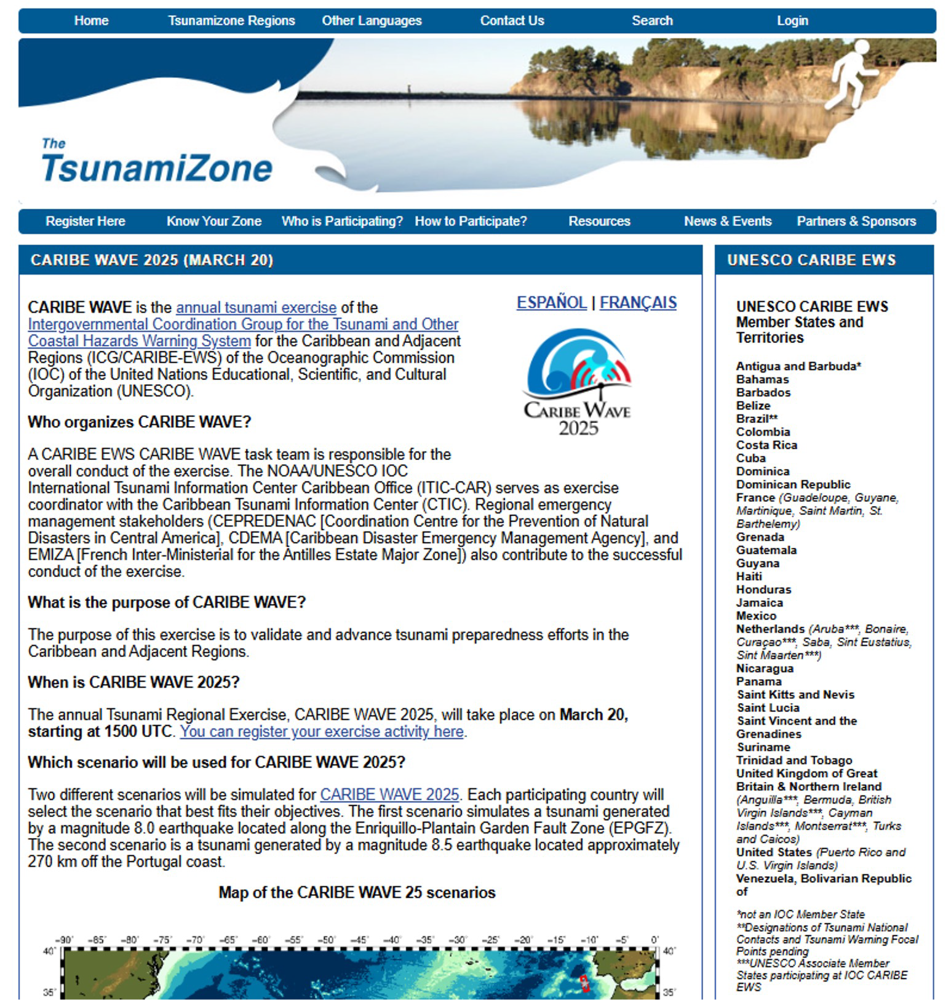 Home Tsunamizone Regions Other Languages Contact Us Search Login
The
TsunamiZone
Register Here Know Your Zone Who is Participating? How to Participate? Resources News & Events Partners & Sponsors
CARIBE WAVE 2025 (MARCH 20)
ESPAÑOL | FRANÇAIS
CARIBE WAVE is the annual tsunami exercise of the
Intergovernmental Coordination Group for the Tsunami and Other
Coastal Hazards Warning System for the Caribbean and Adjacent
Regions (ICG/CARIBE-EWS) of the Oceanographic Commission
(IOC) of the United Nations Educational, Scientific, and Cultural
Organization (UNESCO).
CARIBE WAVE
2025
Who organizes CARIBE WAVE?
A CARIBE EWS CARIBE WAVE task team is responsible for the
overall conduct of the exercise. The NOAA/UNESCO IOC
International Tsunami Information Center Caribbean Office (ITIC-CAR) serves as exercise
coordinator with the Caribbean Tsunami Information Center (CTIC). Regional emergency
management stakeholders (CEPREDENAC [Coordination Centre for the Prevention of Natural
Disasters in Central America], CDEMA [Caribbean Disaster Emergency Management Agency], and
EMIZA [French Inter-Ministerial for the Antilles Estate Major Zone]) also contribute to the successful
conduct of the exercise.
What is the purpose of CARIBE WAVE?
The purpose of this exercise is to validate and advance tsunami preparedness efforts in the
Caribbean and Adjacent Regions.
When is CARIBE WAVE 2025?
The annual Tsunami Regional Exercise, CARIBE WAVE 2025, will take place on March 20,
starting at 1500 UTC. You can register your exercise activity here.
Which scenario will be used for CARIBE WAVE 2025?
Two different scenarios will be simulated for CARIBE WAVE 2025. Each participating country will
select the scenario that best fits their objectives. The first scenario simulates a tsunami generated
by a magnitude 8.0 earthquake located along the Enriquillo-Plantain Garden Fault Zone (EPGFZ).
The second scenario is a tsunami generated by a magnitude 8.5 earthquake located approximately
270 km off the Portugal coast.
Map of the CARIBE WAVE 25 scenarios
-90° -85° -80° -75° -70° -65° -60° -55° -50° -45° -40° -35° -30° -25° -20° -15° -10° -5° 0°
40° 40°
35° 35°
UNESCO CARIBE EWS
UNESCO CARIBE EWS
Member States and
Territories
Antigua and Barbuda*
Bahamas
Barbados
Belize
Brazil**
Colombia
Costa Rica
Cuba
Dominica
Dominican Republic
France (Guadeloupe, Guyane,
Martinique, Saint Martin, St.
Barthelemy)
Grenada
Guatemala
Guyana
Haiti
Honduras
Jamaica
Mexico
Netherlands (Aruba***, Bonaire,
Curaçao***, Saba, Sint Eustatius,
Sint Maarten***)
Nicaragua
Panama
Saint Kitts and Nevis
Saint Lucia
Saint Vincent and the
Grenadines
Suriname
Trinidad and Tobago
United Kingdom of Great
Britain & Northern Ireland
(Anguilla***, Bermuda, British
Virgin Islands***, Cayman
Islands***, Montserrat***, Turks
and Caicos)
United States (Puerto Rico and
U.S. Virgin Islands)
Venezuela, Bolivarian Republic
of
*not an IOC Member State
**Designations of Tsunami National
Contacts and Tsunami Warning Focal
Points pending
***UNESCO Associate Member
States participating at IOC CARIBE
EWS